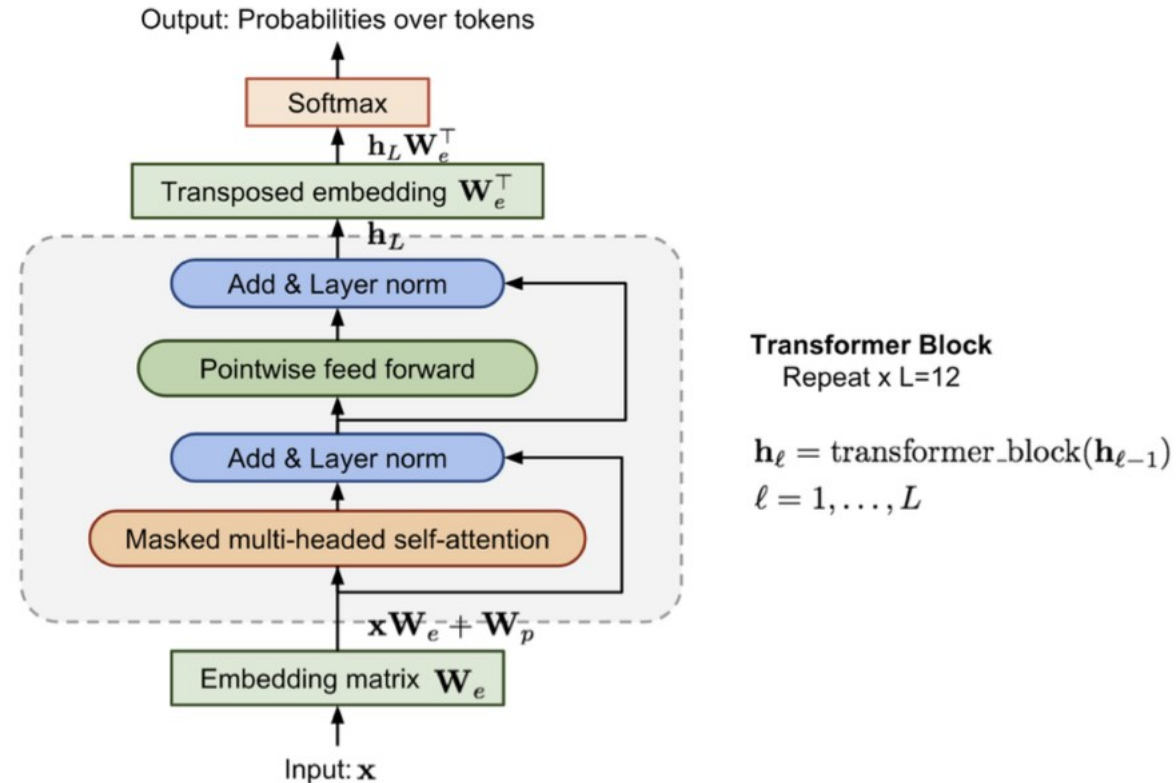 Output: Probabilities over tokens
Softmax
𝐡_L 𝐖_e^⊤
Transposed embedding 𝐖_e^⊤
𝐡_L
Add & Layer norm
Pointwise feed forward
Add & Layer norm
Masked multi-headed self-attention
𝐱𝐖_e + 𝐖_p
Embedding matrix 𝐖_e
Input: 𝐱
Transformer Block
Repeat x L=12
𝐡_ℓ = transformer_block(𝐡_{ℓ−1})
ℓ = 1, . . . , L